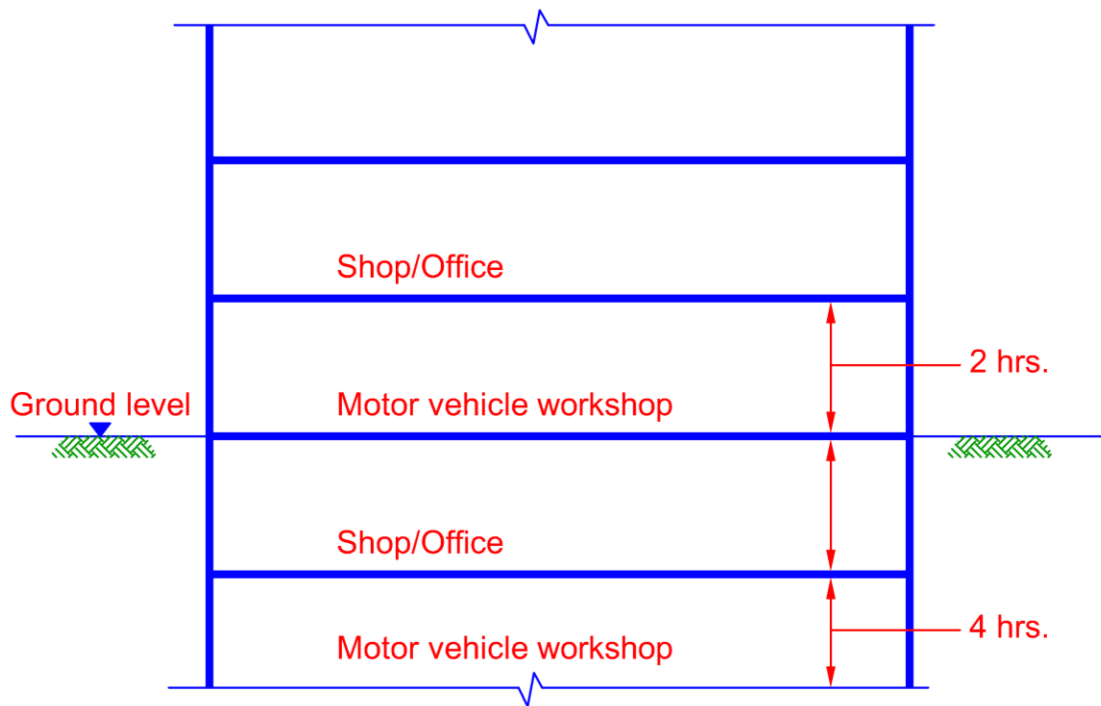 Shop/Office
2 hrs.
Ground level
Motor vehicle workshop
Shop/Office
4 hrs.
Motor vehicle workshop